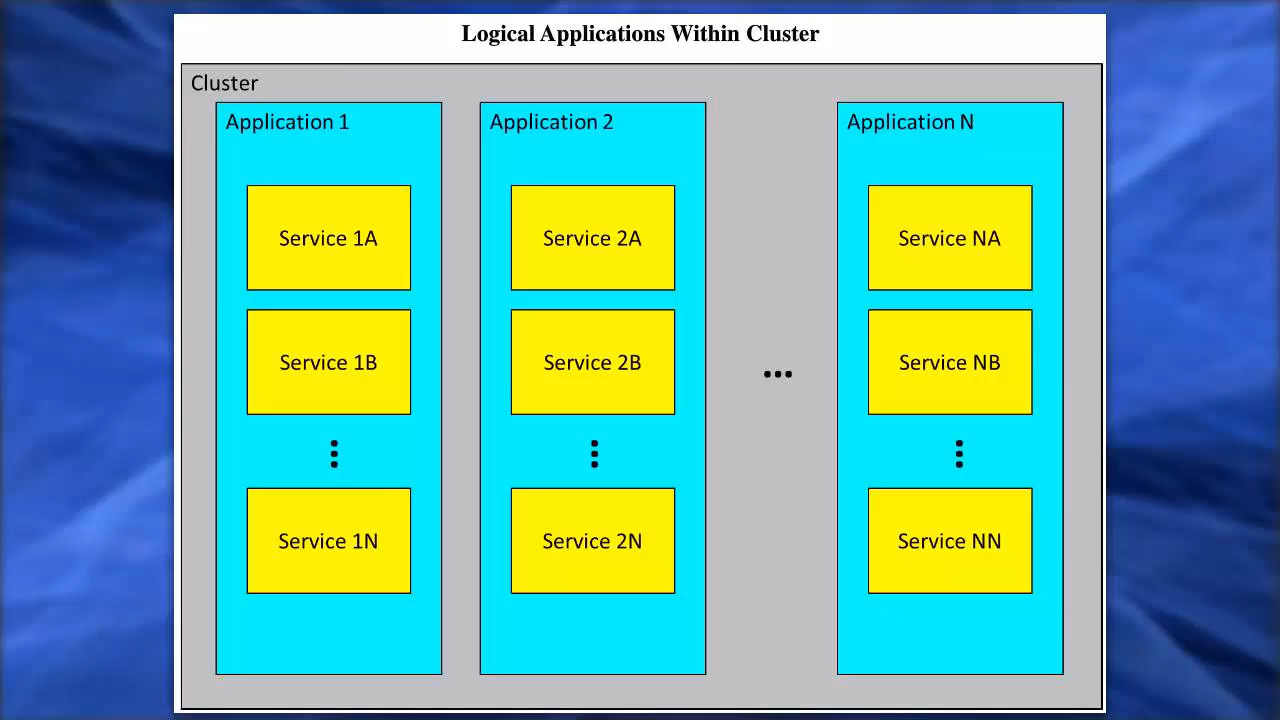 Logical Applications Within Cluster
Cluster
Application 1
Service 1A
Service 1B
Service 1N
Application 2
Service 2A
Service 2B
Service 2N
...
Application N
Service NA
Service NB
Service NN